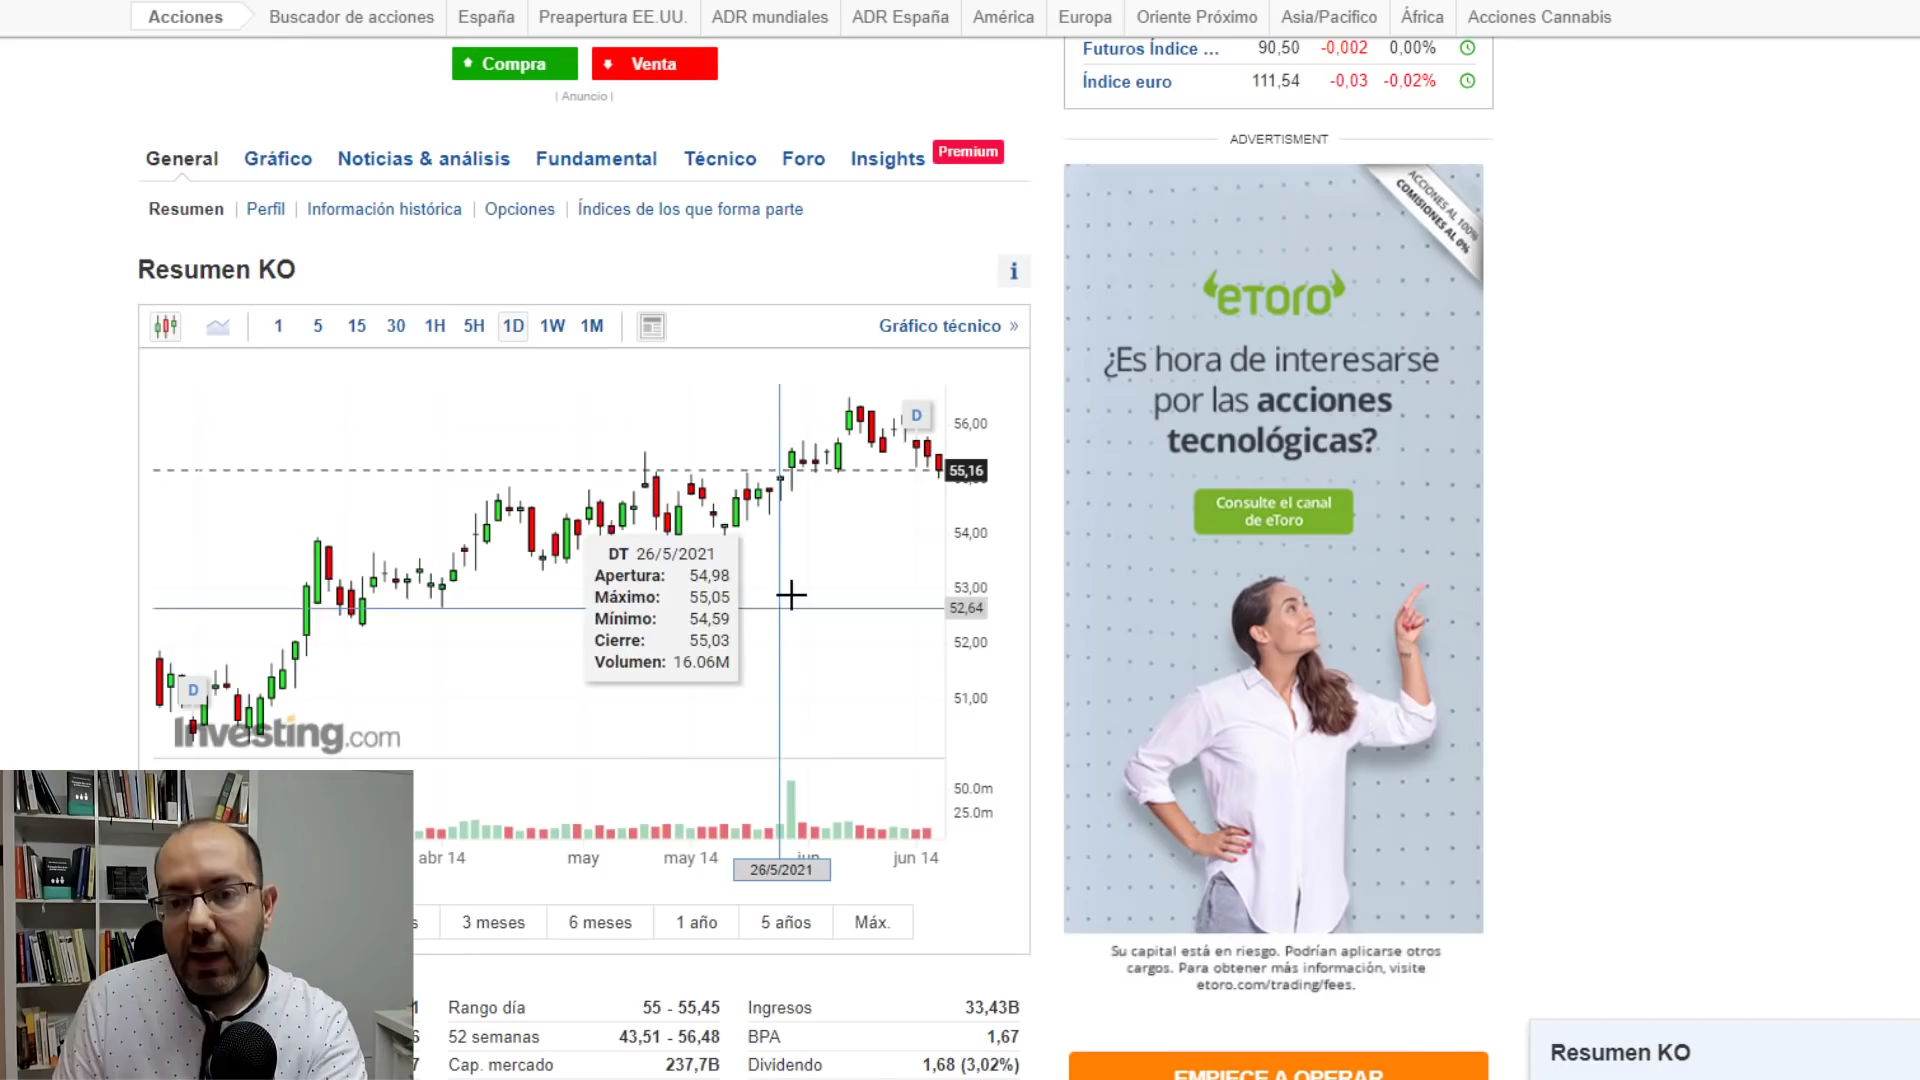 Acciones
Buscador de acciones
España
Preapertura EE.UU.
ADR mundiales
ADR España
América
Europa
Oriente Próximo
Asia/Pacifico
África
Acciones Cannabis
Compra
Venta
| Anuncio |
Futuros Índice ... 90,50 -0,002 0,00%
Índice euro 111,54 -0,03 -0,02%
General
Gráfico
Noticias & análisis
Fundamental
Técnico
Foro
Insights
Premium
Resumen | Perfil | Información histórica | Opciones | Índices de los que forma parte
Resumen KO
i
1 5 15 30 1H 5H 1D 1W 1M
Gráfico técnico »
56,00
55,16
54,00
53,00
52,64
52,00
51,00
D
D
DT 26/5/2021
Apertura: 54,98
Máximo: 55,05
Mínimo: 54,59
Cierre: 55,03
Volumen: 16.06M
Investing.com
50.0m
25.0m
abr 14
may
may 14
jun
jun 14
26/5/2021
s
3 meses
6 meses
1 año
5 años
Máx.
1
Rango día 55 - 55,45
Ingresos 33,43B
6
52 semanas 43,51 - 56,48
BPA 1,67
7
Cap. mercado 237,7B
Dividendo 1,68 (3,02%)
ADVERTISMENT
ACCIONES AL 100%
COMISIONES AL 0%
eToro
¿Es hora de interesarse
por las acciones
tecnológicas?
Consulte el canal
de eToro
Su capital está en riesgo. Podrían aplicarse otros
cargos. Para obtener más información, visite
etoro.com/trading/fees.
EMPIECE A OPERAR
Resumen KO